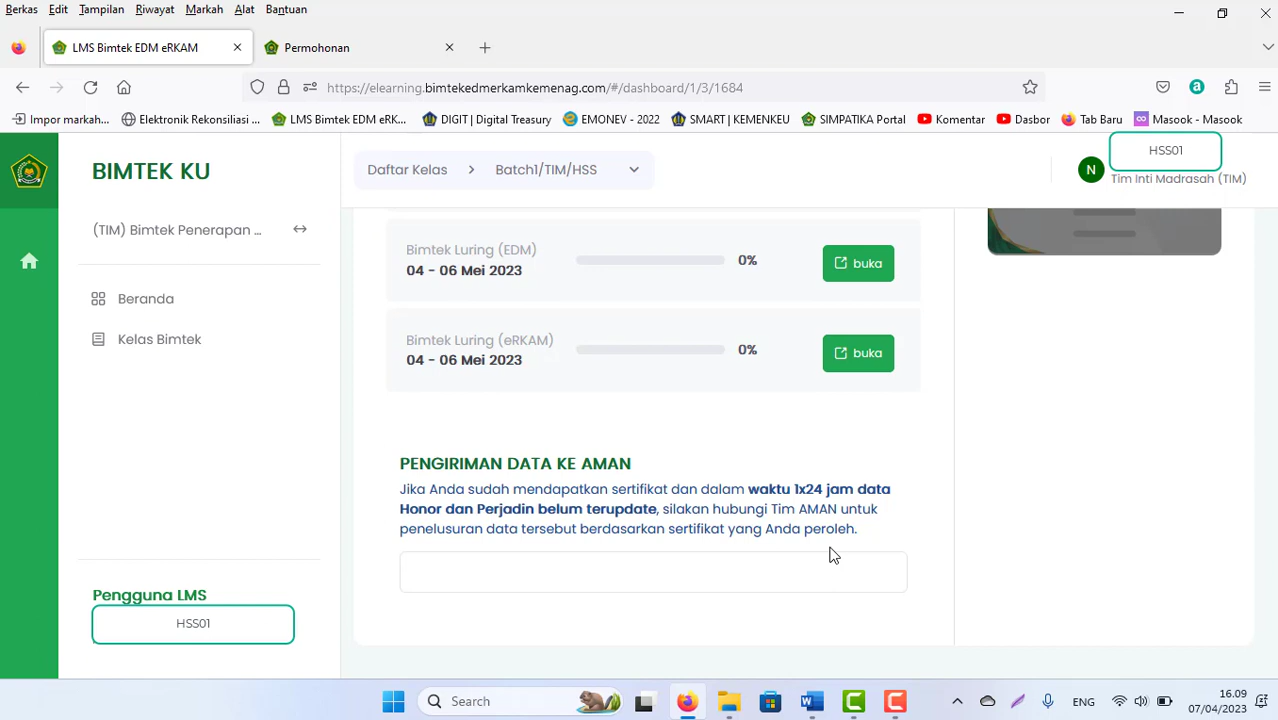 Berkas Edit Tampilan Riwayat Markah Alat Bantuan
LMS Bimtek EDM eRKAM
Permohonan
https://elearning.bimtekedmerkamkemenag.com/#/dashboard/1/3/1684
Impor markah... Elektronik Rekonsiliasi ... LMS Bimtek EDM eRK... DIGIT | Digital Treasury EMONEV - 2022 SMART | KEMENKEU SIMPATIKA Portal Komentar Dasbor Tab Baru Masook - Masook
BIMTEK KU
Daftar Kelas > Batch1/TIM/HSS
N
HSS01
Tim Inti Madrasah (TIM)
(TIM) Bimtek Penerapan ...
Beranda
Kelas Bimtek
Pengguna LMS
HSS01
Bimtek Luring (EDM)
04 - 06 Mei 2023
0%
buka
Bimtek Luring (eRKAM)
04 - 06 Mei 2023
0%
buka
PENGIRIMAN DATA KE AMAN
Jika Anda sudah mendapatkan sertifikat dan dalam waktu 1x24 jam data
Honor dan Perjadin belum terupdate, silakan hubungi Tim AMAN untuk
penelusuran data tersebut berdasarkan sertifikat yang Anda peroleh.
Search
ENG
16.09
07/04/2023